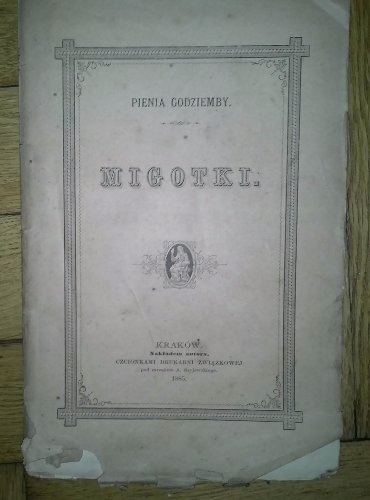 PIENIA GODZIEMBY.
MIGOTKI.
KRAKÓW.
Nakładem autora.
CZCIONKAMI DRUKARNI ZWIĄZKOWEJ
pod zarządem A. Szyjewskiego.
1885.